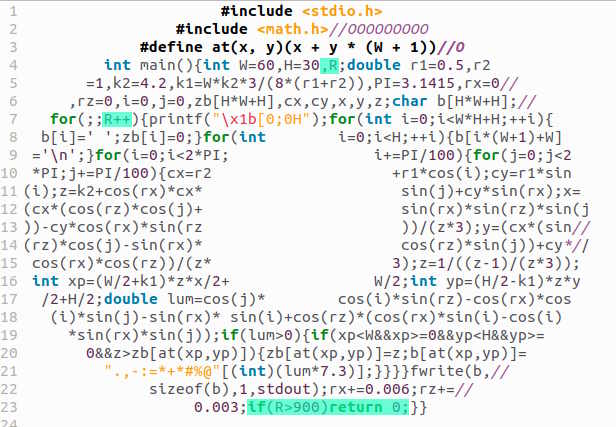 1 #include <stdio.h>
2 #include <math.h>//OOOOOOOOO
3 #define at(x, y)(x + y * (W + 1))//O
4 int main(){int W=60,H=30,R;double r1=0.5,r2
5 =1,k2=4.2,k1=W*k2*3/(8*(r1+r2)),PI=3.1415,rx=0//
6 ,rz=0,i=0,j=0,zb[H*W+H],cx,cy,x,y,z;char b[H*W+H];//
7 for(;;R++){printf("\x1b[0;0H");for(int i=0;i<W*H+H;++i){
8 b[i]=' ';zb[i]=0;}for(int i=0;i<H;++i){b[i*(W+1)+W]
9 ='\n';}for(i=0;i<2*PI; i+=PI/100){for(j=0;j<2
10 *PI;j+=PI/100){cx=r2 +r1*cos(i);cy=r1*sin
11 (i);z=k2+cos(rx)*cx* sin(j)+cy*sin(rx);x=
12 (cx*(cos(rz)*cos(j)+ sin(rx)*sin(rz)*sin(j
13 ))-cy*cos(rx)*sin(rz ))/(z*3);y=(cx*(sin//
14 (rz)*cos(j)-sin(rx)* cos(rz)*sin(j))+cy*//
15 cos(rx)*cos(rz))/(z* 3);z=1/((z-1)/(z*3));
16 int xp=(W/2+k1)*z*x/2+ W/2;int yp=(H/2-k1)*z*y
17 /2+H/2;double lum=cos(j)* cos(i)*sin(rz)-cos(rx)*cos
18 (i)*sin(j)-sin(rx)* sin(i)+cos(rz)*(cos(rx)*sin(i)-cos(i)
19 *sin(rx)*sin(j));if(lum>0){if(xp<W&&xp>=0&&yp<H&&yp>=
20 0&&z>zb[at(xp,yp)]){zb[at(xp,yp)]=z;b[at(xp,yp)]=
21 ".,-:=*+*#%@"[(int)(lum*7.3)];}}}}fwrite(b,//
22 sizeof(b),1,stdout);rx+=0.006;rz+=//
23 0.003;if(R>900)return 0;}}